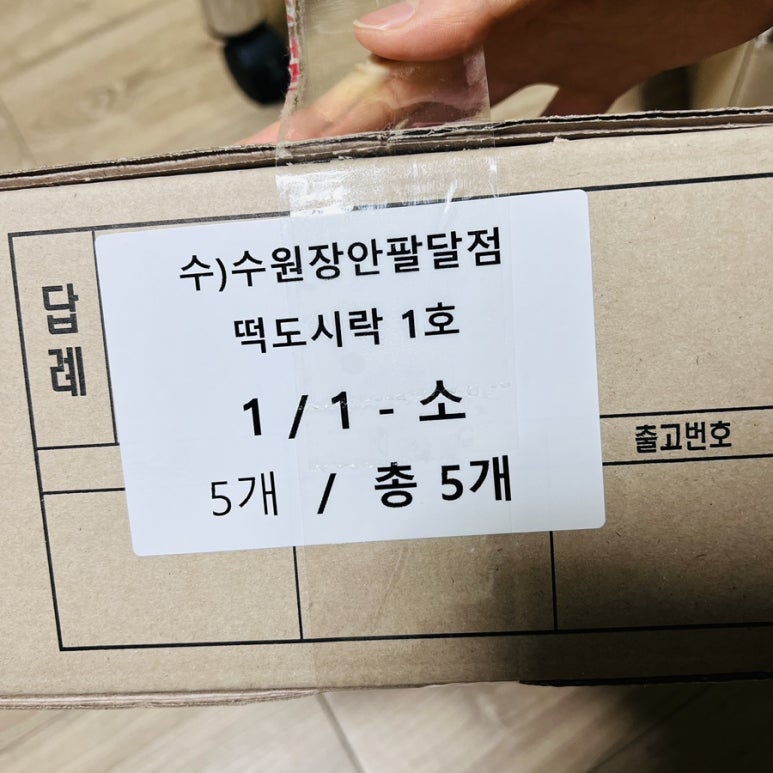 답례
수)수원장안팔달점
떡도시락 1호
1 / 1 - 소
5개 / 총 5개
출고번호